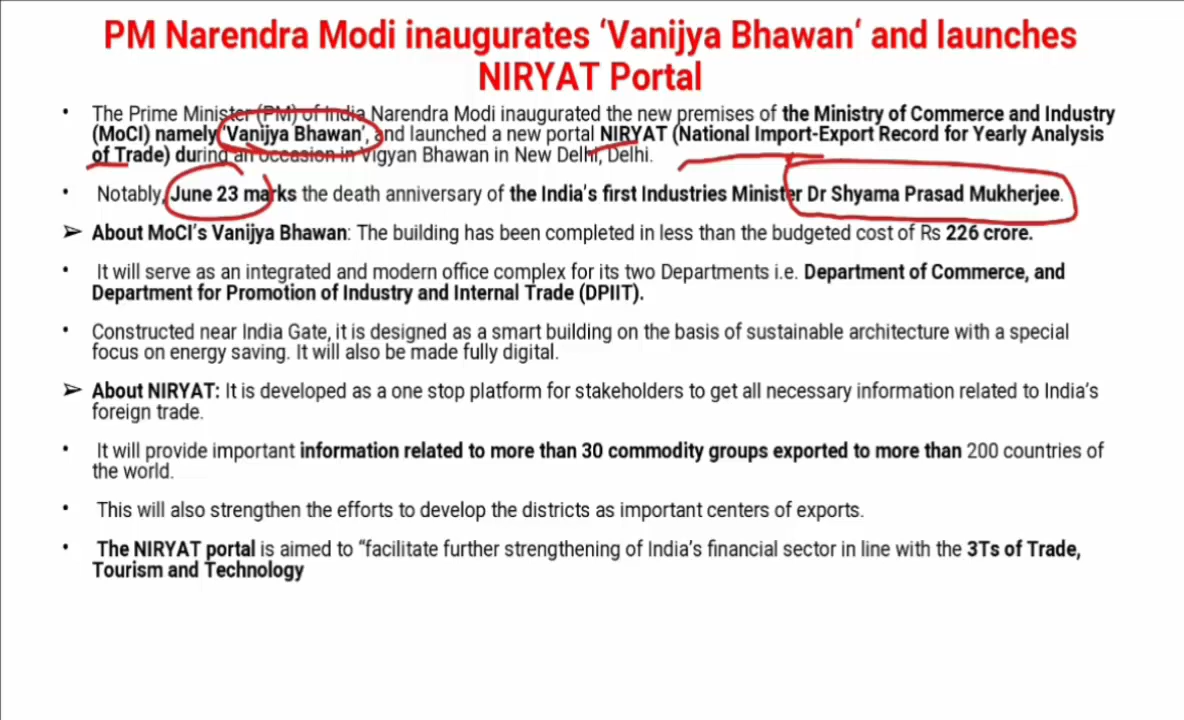 PM Narendra Modi inaugurates ‘Vanijya Bhawan‘ and launches
NIRYAT Portal
• The Prime Minister (PM) of India Narendra Modi inaugurated the new premises of the Ministry of Commerce and Industry
(MoCI) namely ‘Vanijya Bhawan’, and launched a new portal NIRYAT (National Import-Export Record for Yearly Analysis
of Trade) during an occasion in Vigyan Bhawan in New Delhi, Delhi.
• Notably, June 23 marks the death anniversary of the India’s first Industries Minister Dr Shyama Prasad Mukherjee.
➢ About MoCI’s Vanijya Bhawan: The building has been completed in less than the budgeted cost of Rs 226 crore.
• It will serve as an integrated and modern office complex for its two Departments i.e. Department of Commerce, and
Department for Promotion of Industry and Internal Trade (DPIIT).
• Constructed near India Gate, it is designed as a smart building on the basis of sustainable architecture with a special
focus on energy saving. It will also be made fully digital.
➢ About NIRYAT: It is developed as a one stop platform for stakeholders to get all necessary information related to India’s
foreign trade.
• It will provide important information related to more than 30 commodity groups exported to more than 200 countries of
the world.
• This will also strengthen the efforts to develop the districts as important centers of exports.
• The NIRYAT portal is aimed to “facilitate further strengthening of India’s financial sector in line with the 3Ts of Trade,
Tourism and Technology